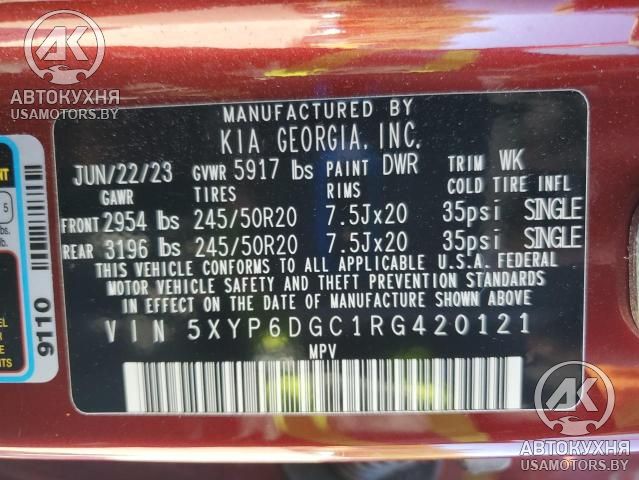 АВТОКУХНЯ
USAMOTORS.BY
MANUFACTURED BY
KIA GEORGIA, INC.
JUN/22/23 GVWR 5917 lbs PAINT DWR TRIM WK
GAWR TIRES RIMS COLD TIRE INFL
FRONT 2954 lbs 245/50R20 7.5Jx20 35psi SINGLE
REAR 3196 lbs 245/50R20 7.5Jx20 35psi SINGLE
THIS VEHICLE CONFORMS TO ALL APPLICABLE U.S.A. FEDERAL
MOTOR VEHICLE SAFETY AND THEFT PREVENTION STANDARDS
IN EFFECT ON THE DATE OF MANUFACTURE SHOWN ABOVE
VIN 5XYP6DGC1RG420121
MPV
9110
5
lb.
AK
АВТОКУХНЯ
USAMOTORS.BY